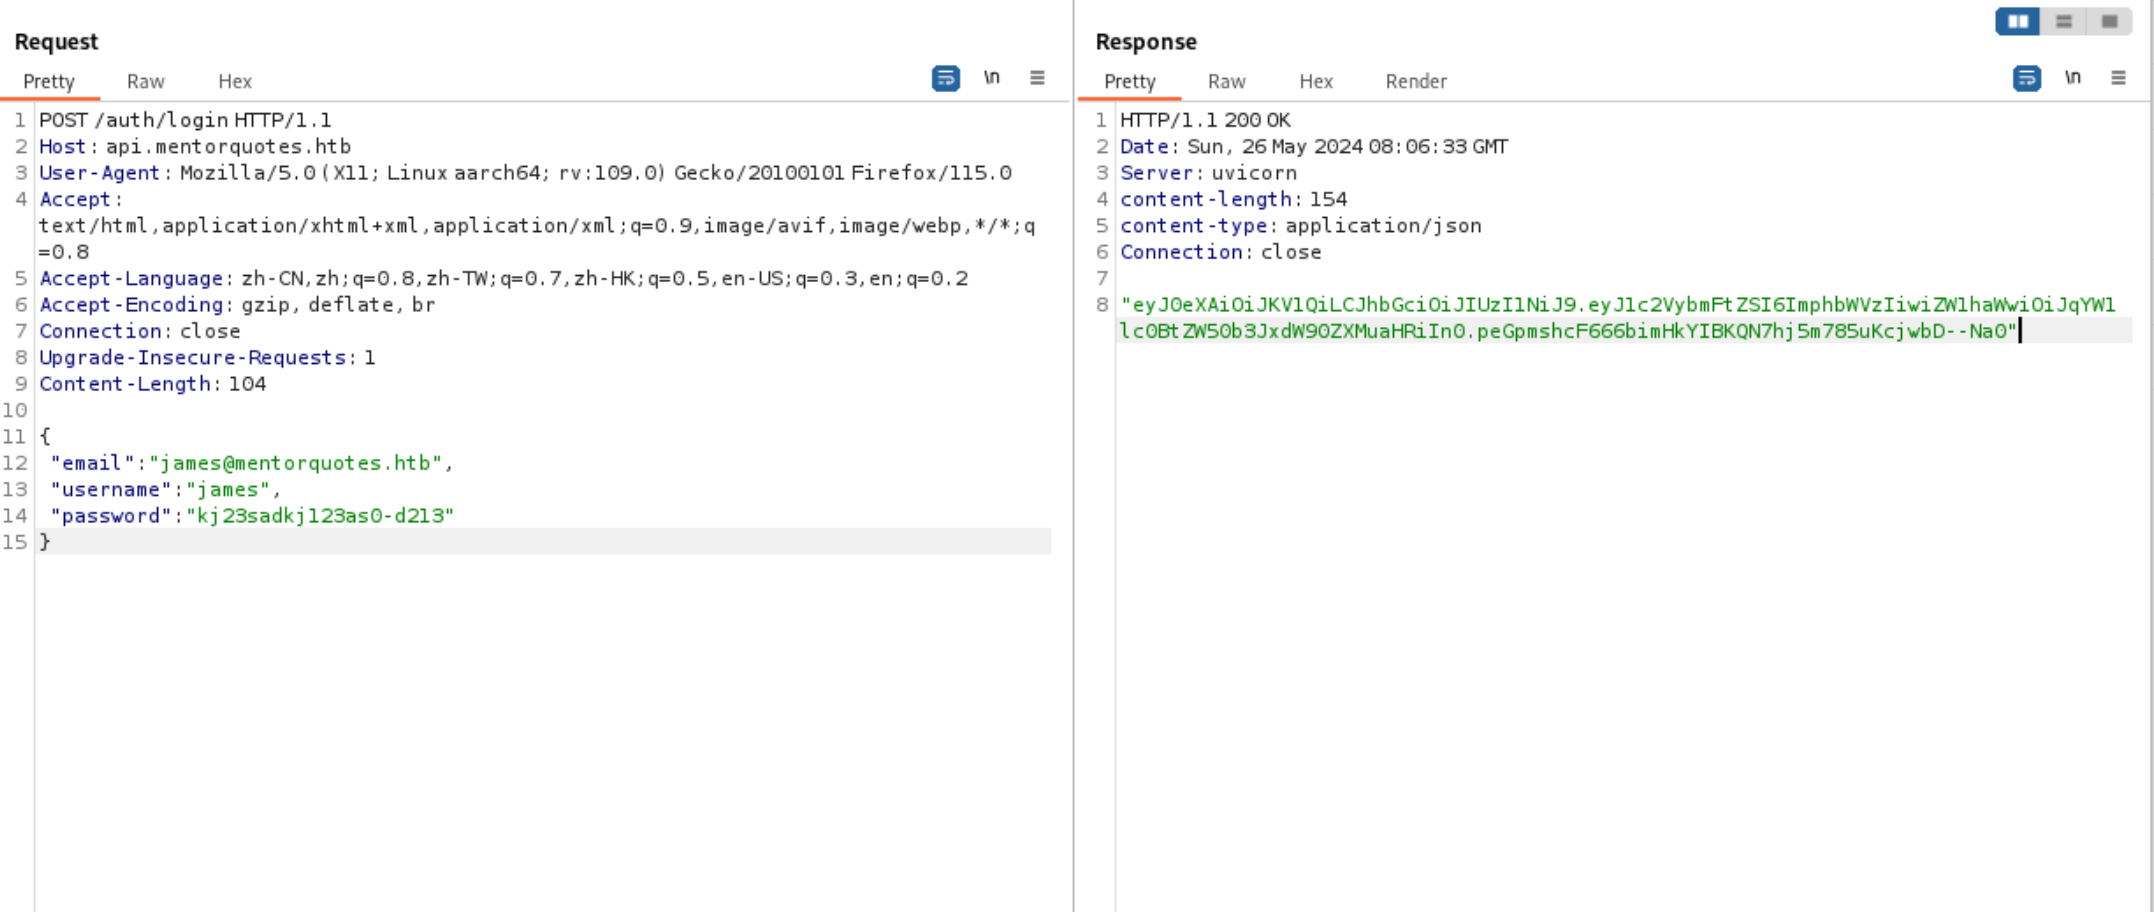 Request
Pretty Raw Hex \n
1 POST /auth/login HTTP/1.1
2 Host: api.mentorquotes.htb
3 User-Agent: Mozilla/5.0 (X11; Linux aarch64; rv:109.0) Gecko/20100101 Firefox/115.0
4 Accept:
text/html,application/xhtml+xml,application/xml;q=0.9,image/avif,image/webp,*/*;q
=0.8
5 Accept-Language: zh-CN,zh;q=0.8,zh-TW;q=0.7,zh-HK;q=0.5,en-US;q=0.3,en;q=0.2
6 Accept-Encoding: gzip, deflate, br
7 Connection: close
8 Upgrade-Insecure-Requests: 1
9 Content-Length: 104
10
11 {
12 "email":"james@mentorquotes.htb",
13 "username":"james",
14 "password":"kj23sadkj123as0-d213"
15 }
Response
Pretty Raw Hex Render \n
1 HTTP/1.1 200 OK
2 Date: Sun, 26 May 2024 08:06:33 GMT
3 Server: uvicorn
4 content-length: 154
5 content-type: application/json
6 Connection: close
7
8 "eyJ0eXAiOiJKV1QiLCJhbGciOiJIUzI1NiJ9.eyJ1c2VybmFtZSI6ImphbWVzIiwiZW1haWwiOiJqYW1
lc0BtZW50b3JxdW90ZXMuaHRiIn0.peGpmshcF666bimHkYIBKQN7hj5m785uKcjwbD--Na0"